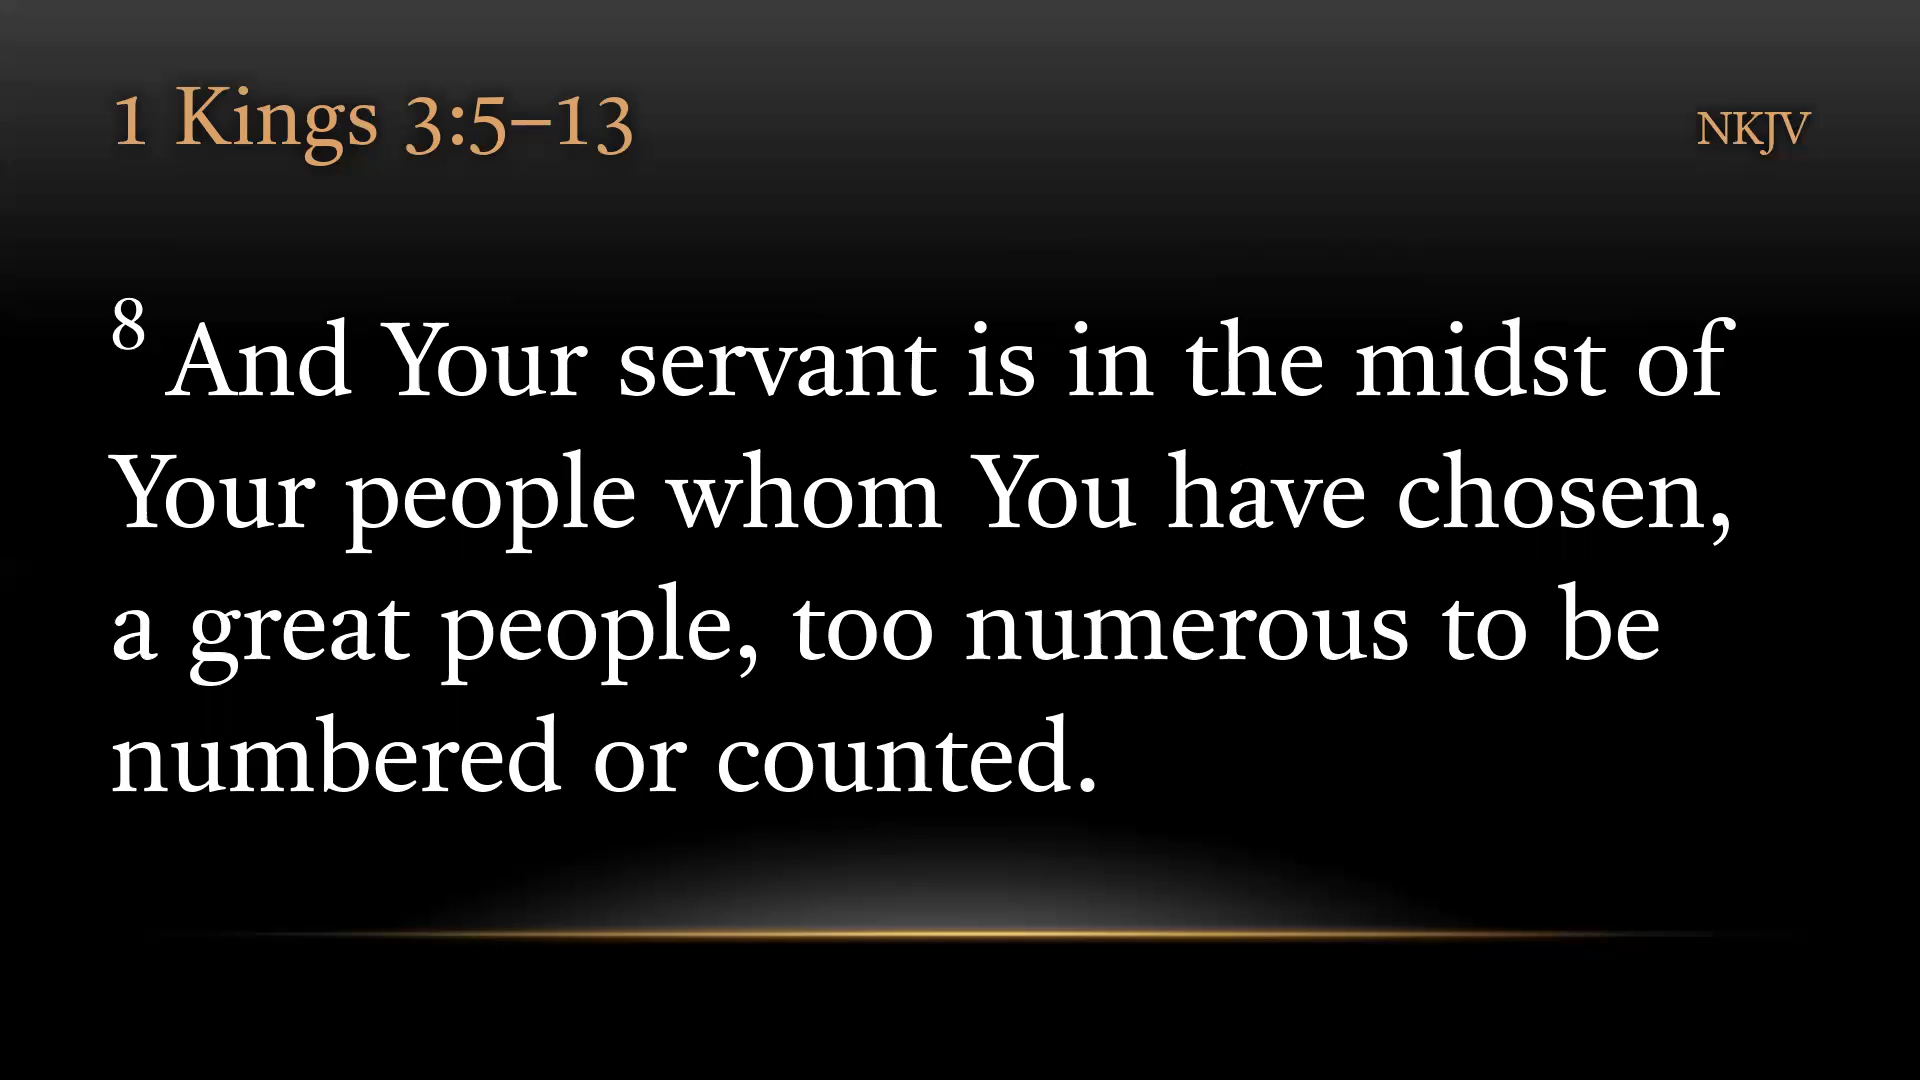 1 Kings 3:5–13
NKJV
8 And Your servant is in the midst of
Your people whom You have chosen,
a great people, too numerous to be
numbered or counted.